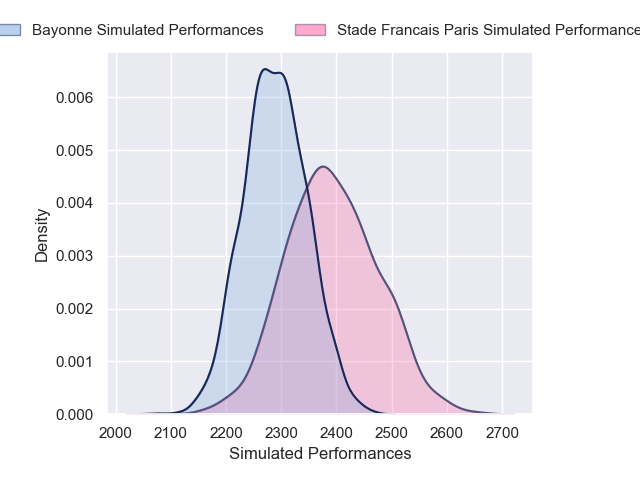 Bayonne Simulated Performances Stade Francais Paris Simulated Performance
0.006
0.005
0.004
0.003
0.002
0.001
0.000
Density
2000 2100 2200 2300 2400 2500 2600 2700
Simulated Performances